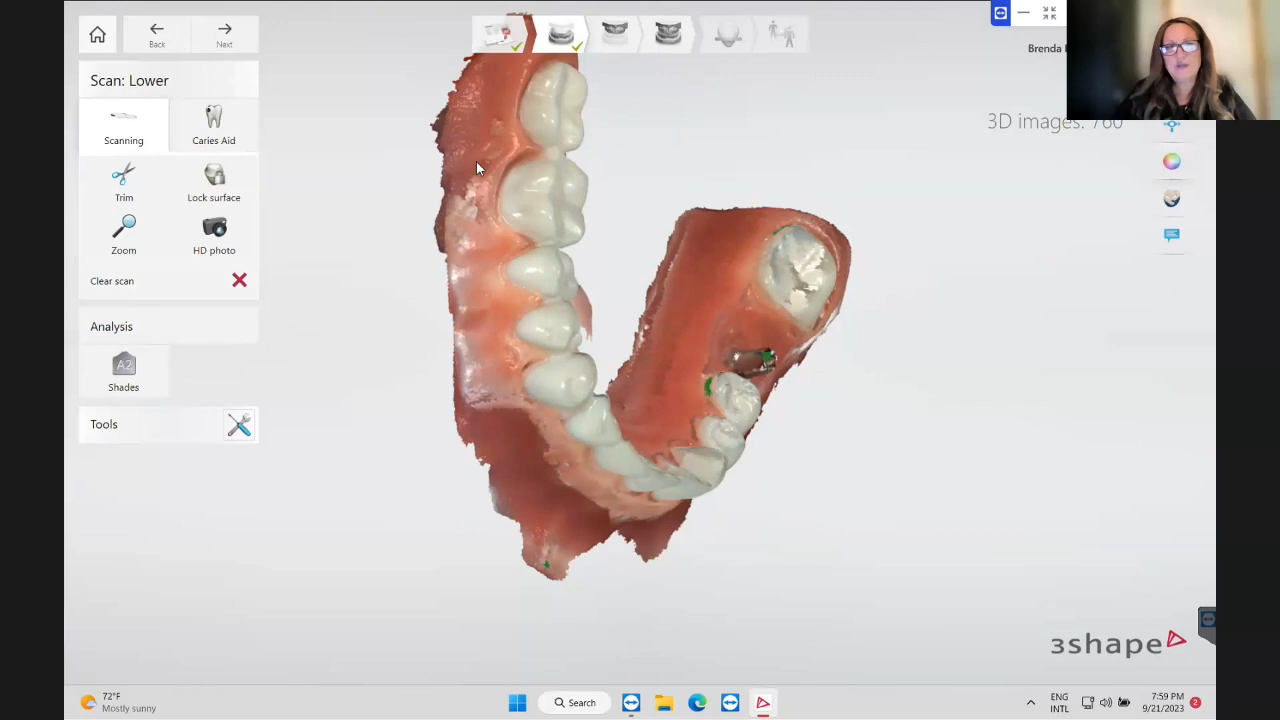 Back
Next
Brenda
Scan: Lower
3D images: 760
Scanning
Caries Aid
Trim
Lock surface
Zoom
HD photo
Clear scan
Analysis
A2
Shades
Tools
3shape
72°F
Mostly sunny
Search
ENG
INTL
7:59 PM
9/21/2023
2